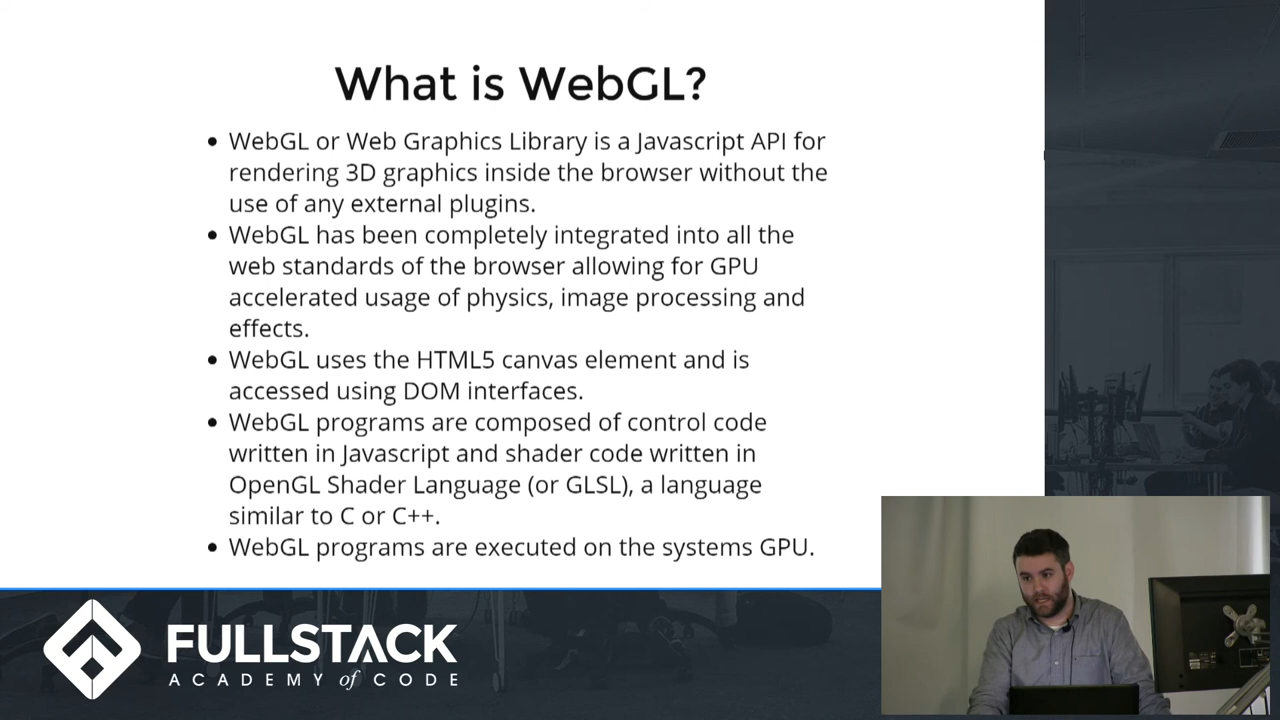 What is WebGL?
• WebGL or Web Graphics Library is a Javascript API for
rendering 3D graphics inside the browser without the
use of any external plugins.
• WebGL has been completely integrated into all the
web standards of the browser allowing for GPU
accelerated usage of physics, image processing and
effects.
• WebGL uses the HTML5 canvas element and is
accessed using DOM interfaces.
• WebGL programs are composed of control code
written in Javascript and shader code written in
OpenGL Shader Language (or GLSL), a language
similar to C or C++.
• WebGL programs are executed on the systems GPU.
FULLSTACK
ACADEMY of CODE